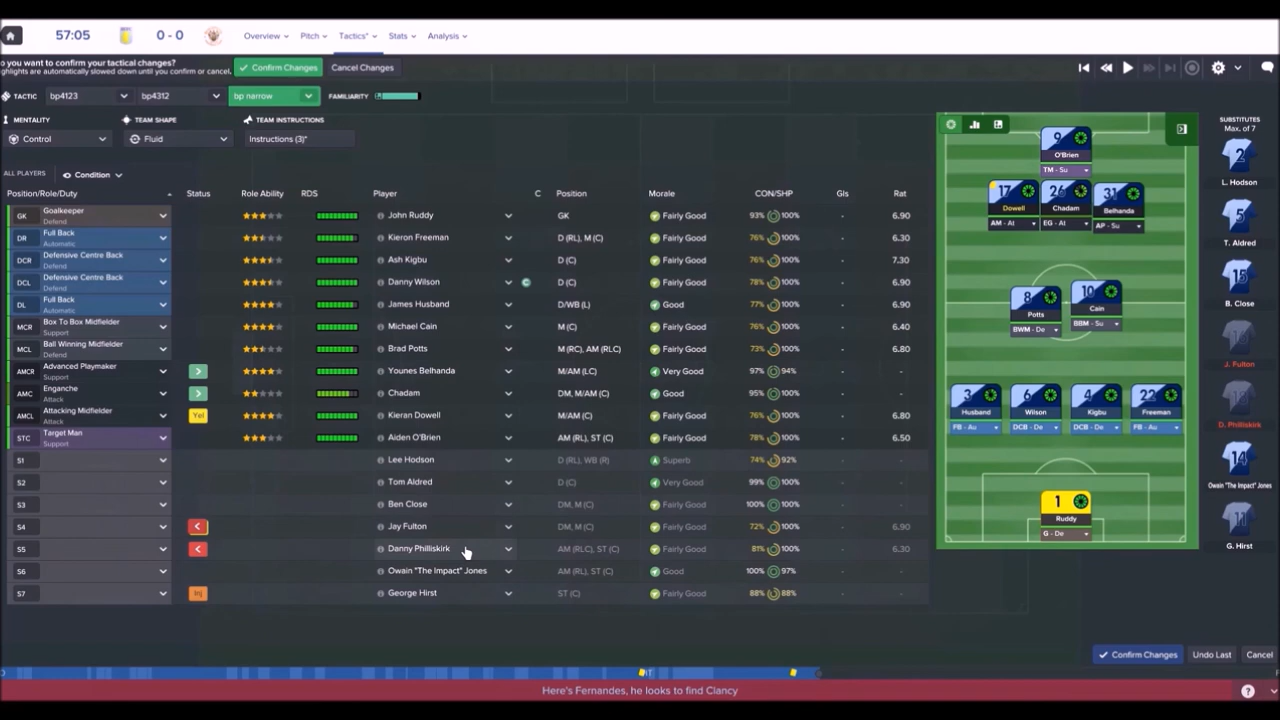 57:05 0 - 0 Overview Pitch Tactics* Stats Analysis
o you want to confirm your tactical changes?
ghlights are automatically slowed down until you confirm or cancel.
Confirm Changes Cancel Changes
TACTIC bp4123 bp4312 bp narrow FAMILIARITY
MENTALITY TEAM SHAPE TEAM INSTRUCTIONS
Control Fluid Instructions (3)*
ALL PLAYERS Condition
Position/Role/Duty Status Role Ability RDS Player C Position Morale CON/SHP Gls Rat
GK Goalkeeper Defend John Ruddy GK Fairly Good 93% 100% - 6.90
DR Full Back Automatic Kieron Freeman D (RL), M (C) Fairly Good 76% 100% - 6.30
DCR Defensive Centre Back Defend Ash Kigbu D (C) Fairly Good 76% 100% - 7.30
DCL Defensive Centre Back Defend Danny Wilson C D (C) Fairly Good 78% 100% - 6.90
DL Full Back Automatic James Husband D/WB (L) Good 77% 100% - 6.90
MCR Box To Box Midfielder Support Michael Cain M (C) Fairly Good 76% 100% - 6.40
MCL Ball Winning Midfielder Defend Brad Potts M (RC), AM (RLC) Fairly Good 73% 100% - 6.80
AMCR Advanced Playmaker Support Younes Belhanda M/AM (LC) Very Good 97% 94% - -
AMC Enganche Attack Chadam DM, M/AM (C) Good 95% 100% - -
AMCL Attacking Midfielder Attack Yel Kieran Dowell M/AM (C) Fairly Good 76% 100% - 6.80
STC Target Man Support Aiden O'Brien AM (RL), ST (C) Fairly Good 78% 100% - 6.50
S1 Lee Hodson D (RL), WB (R) Superb 74% 92% - -
S2 Tom Aldred D (C) Very Good 99% 100% - -
S3 Ben Close DM, M (C) Fairly Good 100% 100% - -
S4 Jay Fulton DM, M (C) Fairly Good 72% 100% - 6.90
S5 Danny Philliskirk AM (RLC), ST (C) Fairly Good 81% 100% - 6.30
S6 Owain "The Impact" Jones AM (RL), ST (C) Good 100% 97% - -
S7 Inj George Hirst ST (C) Fairly Good 88% 88% - -
9
O'Brien
TM - Su
17 26 31
Dowell Chadam Belhanda
AM - At EG - At AP - Su
8 10
Potts Cain
BWM - De BBM - Su
3 6 4 22
Husband Wilson Kigbu Freeman
FB - Au DCB - De DCB - De FB - Au
1
Ruddy
G - De
SUBSTITUTES
Max. of 7
2
L. Hodson
5
T. Aldred
15
B. Close
J. Fulton
D. Philliskirk
14
Owain "The Impact" Jones
G. Hirst
Confirm Changes Undo Last Cancel
Here's Fernandes, he looks to find Clancy